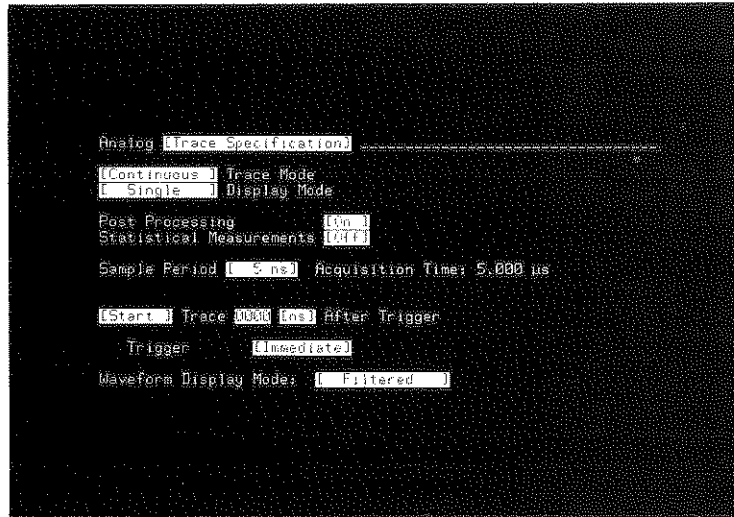 Analog [Trace Specification]
[Continuous ] Trace Mode
[  Single   ] Display Mode
Post Processing [On ]
Statistical Measurements [Off]
Sample Period [  5 ns] Acquisition Time: 5.000 µs
[Start ] Trace 0000 [ns] After Trigger
Trigger [Immediate]
Waveform Display Mode: [  Filtered   ]